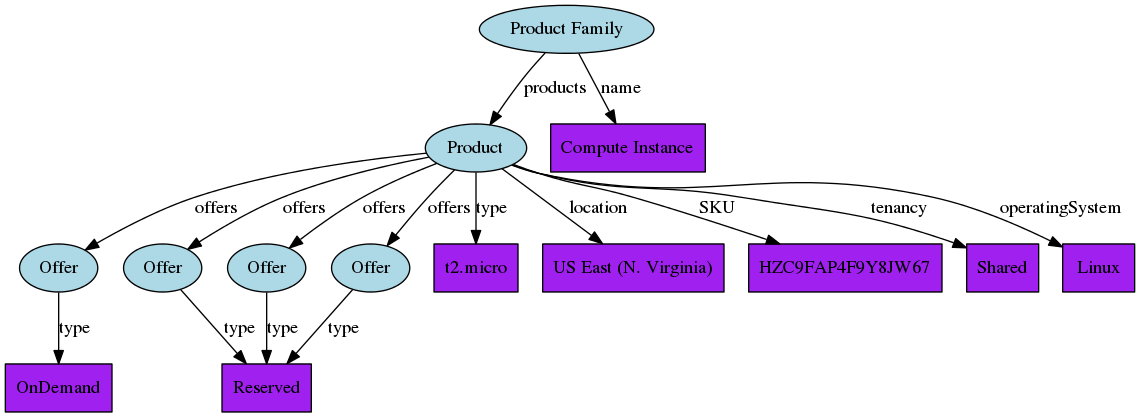 Product Family
products
name
Product
Compute Instance
offers
offers
offers
offers
type
location
SKU
tenancy
operatingSystem
Offer
Offer
Offer
Offer
t2.micro
US East (N. Virginia)
HZC9FAP4F9Y8JW67
Shared
Linux
type
type
type
type
OnDemand
Reserved